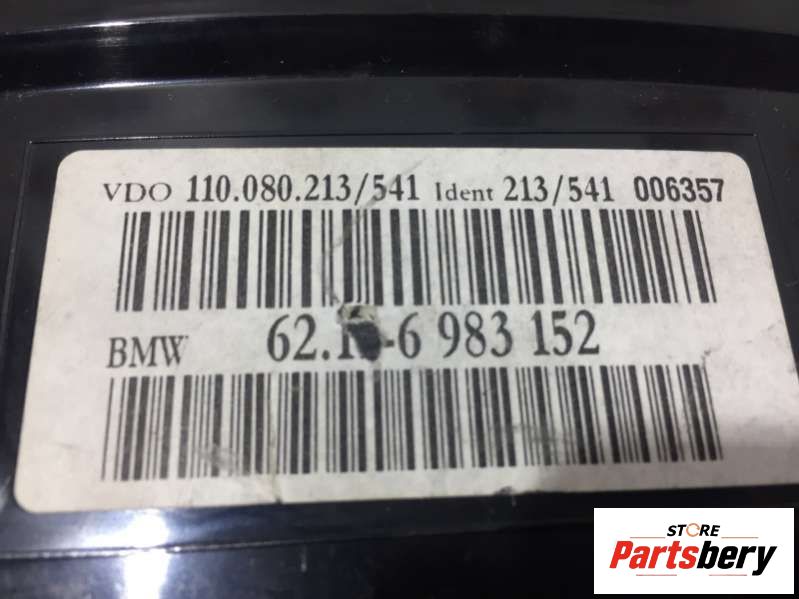 VDO 110.080.213/541 Ident 213/541 006357
BMW 6 983 152
STORE
Partsbery